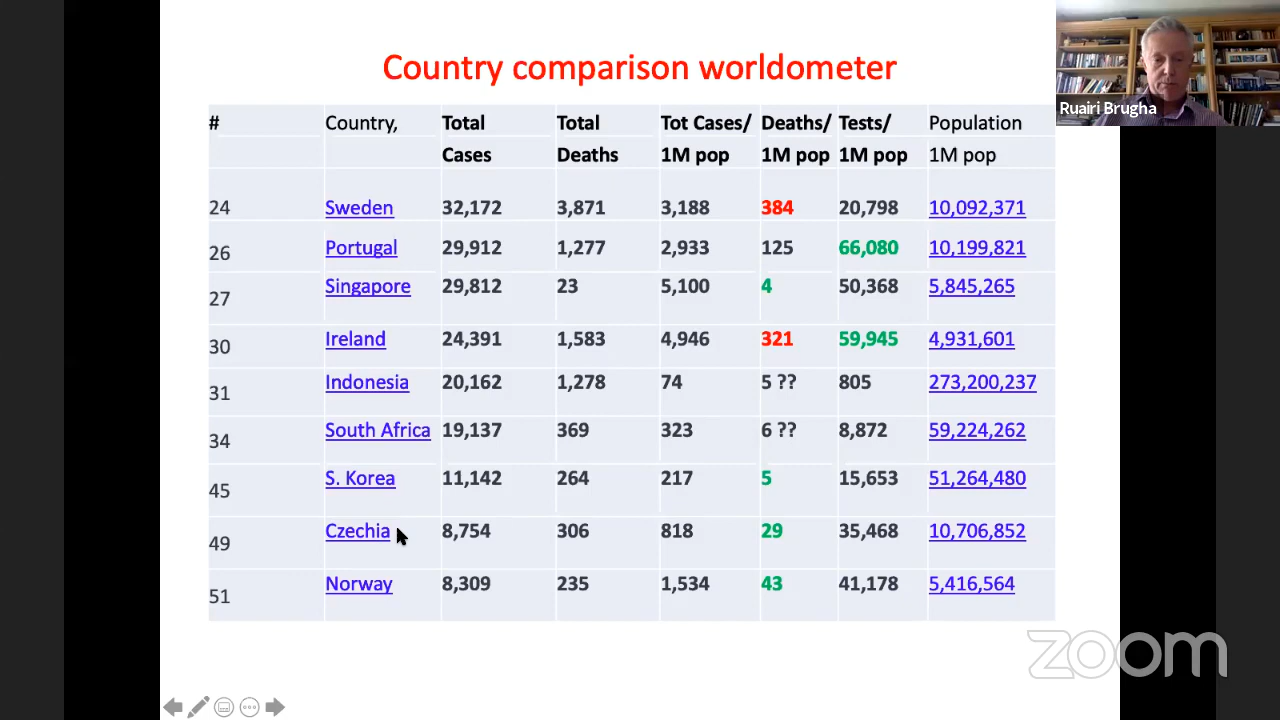 Country comparison worldometer
Ruairi Brugha
# Country, Total Total Tot Cases/ Deaths/ Tests/ Population
Cases Deaths 1M pop 1M pop 1M pop 1M pop
24 Sweden 32,172 3,871 3,188 384 20,798 10,092,371
26 Portugal 29,912 1,277 2,933 125 66,080 10,199,821
27 Singapore 29,812 23 5,100 4 50,368 5,845,265
30 Ireland 24,391 1,583 4,946 321 59,945 4,931,601
31 Indonesia 20,162 1,278 74 5 ?? 805 273,200,237
34 South Africa 19,137 369 323 6 ?? 8,872 59,224,262
45 S. Korea 11,142 264 217 5 15,653 51,264,480
49 Czechia 8,754 306 818 29 35,468 10,706,852
51 Norway 8,309 235 1,534 43 41,178 5,416,564
zoom